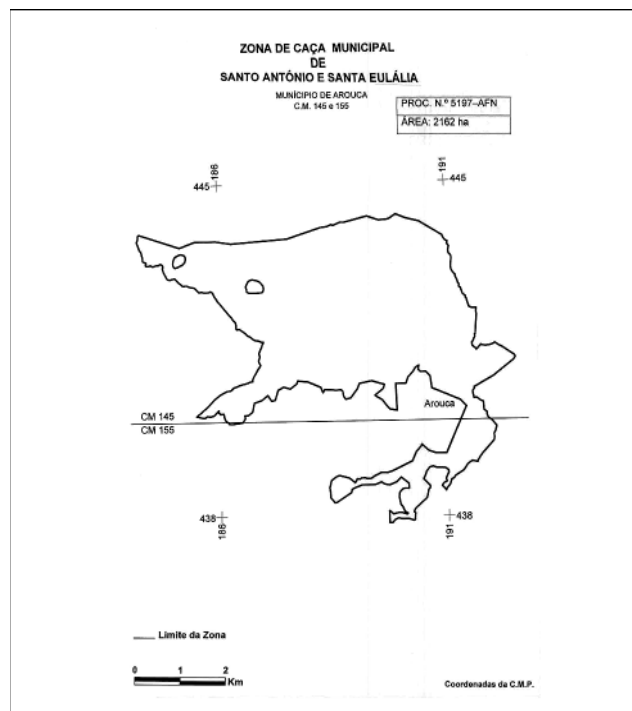 ZONA DE CAÇA MUNICIPAL
DE
SANTO ANTÓNIO E SANTA EULÁLIA
MUNÍCIPIO DE AROUCA
C.M. 145 e 155
PROC. N.º 5197–AFN
ÁREA: 2162 ha
186
445
191
445
Arouca
CM 145
CM 155
438
186
438
191
Limite da Zona
0 1 2
Km
Coordenadas da C.M.P.